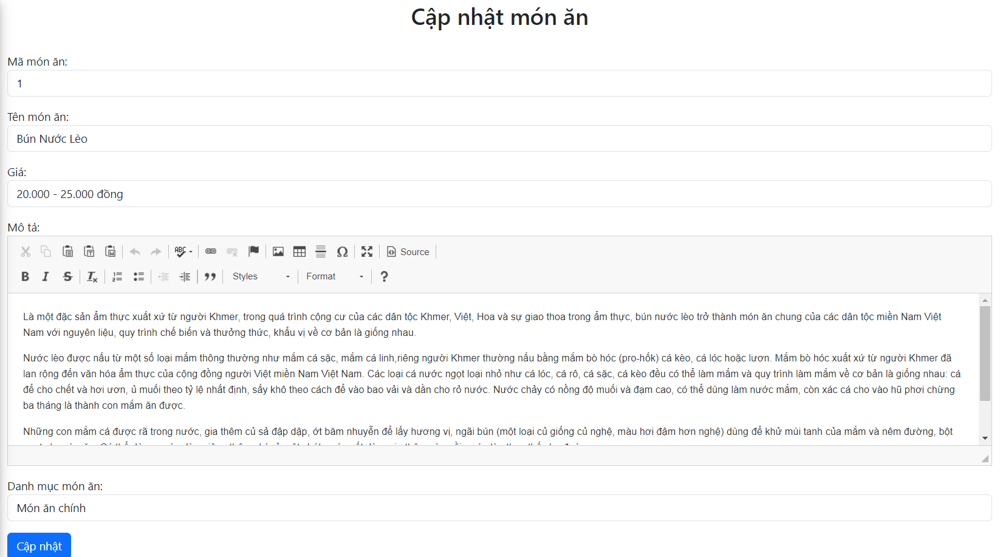 Cập nhật món ăn
Mã món ăn:
1
Tên món ăn:
Bún Nước Lèo
Giá:
20.000 - 25.000 đồng
Mô tả:
ABC
Source
B I S Tx
Styles
Format
?
Là một đặc sản ẩm thực xuất xứ từ người Khmer, trong quá trình cộng cư của các dân tộc Khmer, Việt, Hoa và sự giao thoa trong ẩm thực, bún nước lèo trở thành món ăn chung của các dân tộc miền Nam Việt
Nam với nguyên liệu, quy trình chế biến và thưởng thức, khẩu vị về cơ bản là giống nhau.
Nước lèo được nấu từ một số loại mắm thông thường như mắm cá sặc, mắm cá linh,riêng người Khmer thường nấu bằng mắm bò hóc (pro-hốk) cá kèo, cá lóc hoặc lươn. Mắm bò hóc xuất xứ từ người Khmer đã
lan rộng đến văn hóa ẩm thực của cộng đồng người Việt miền Nam Việt Nam. Các loại cá nước ngọt loại nhỏ như cá lóc, cá rô, cá sặc, cá kèo đều có thể làm mắm và quy trình làm mắm về cơ bản là giống nhau: cá
để cho chết và hơi ươn, ủ muối theo tỷ lệ nhất định, sấy khô theo cách để vào bao vải và dằn cho rỏ nước. Nước chảy có nồng độ muối và đạm cao, có thể dùng làm nước mắm, còn xác cá cho vào hũ phơi chừng
ba tháng là thành con mắm ăn được.
Những con mắm cá được rã trong nước, gia thêm củ sả đập dập, ớt băm nhuyễn để lấy hương vị, ngãi bún (một loại củ giống củ nghệ, màu hơi đậm hơn nghệ) dùng để khử mùi tanh của mắm và nêm đường, bột
Danh mục món ăn:
Món ăn chính
Cập nhật